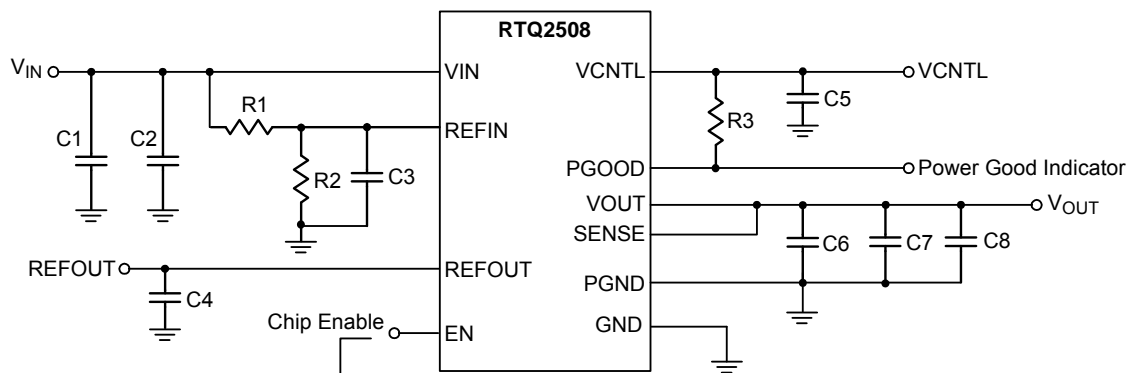 RTQ2508
VIN
VIN
VCNTL
VCNTL
R1
C5
C1
C2
REFIN
R3
R2
C3
PGOOD
Power Good Indicator
VOUT
VOUT
SENSE
C6
C7
C8
REFOUT
REFOUT
PGND
C4
Chip Enable
EN
GND